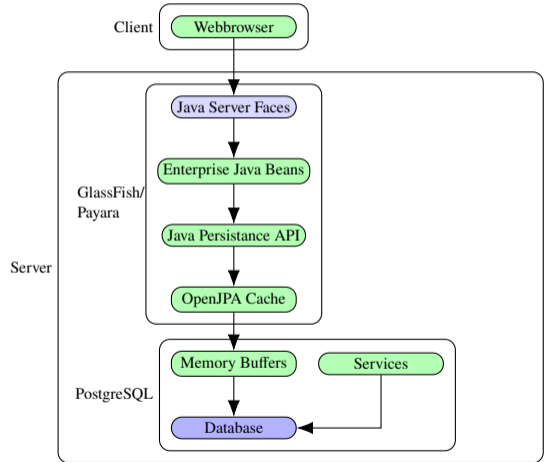 Client
Webbrowser
Java Server Faces
Enterprise Java Beans
GlassFish/
Payara
Java Persistance API
Server
OpenJPA Cache
Memory Buffers
Services
PostgreSQL
Database